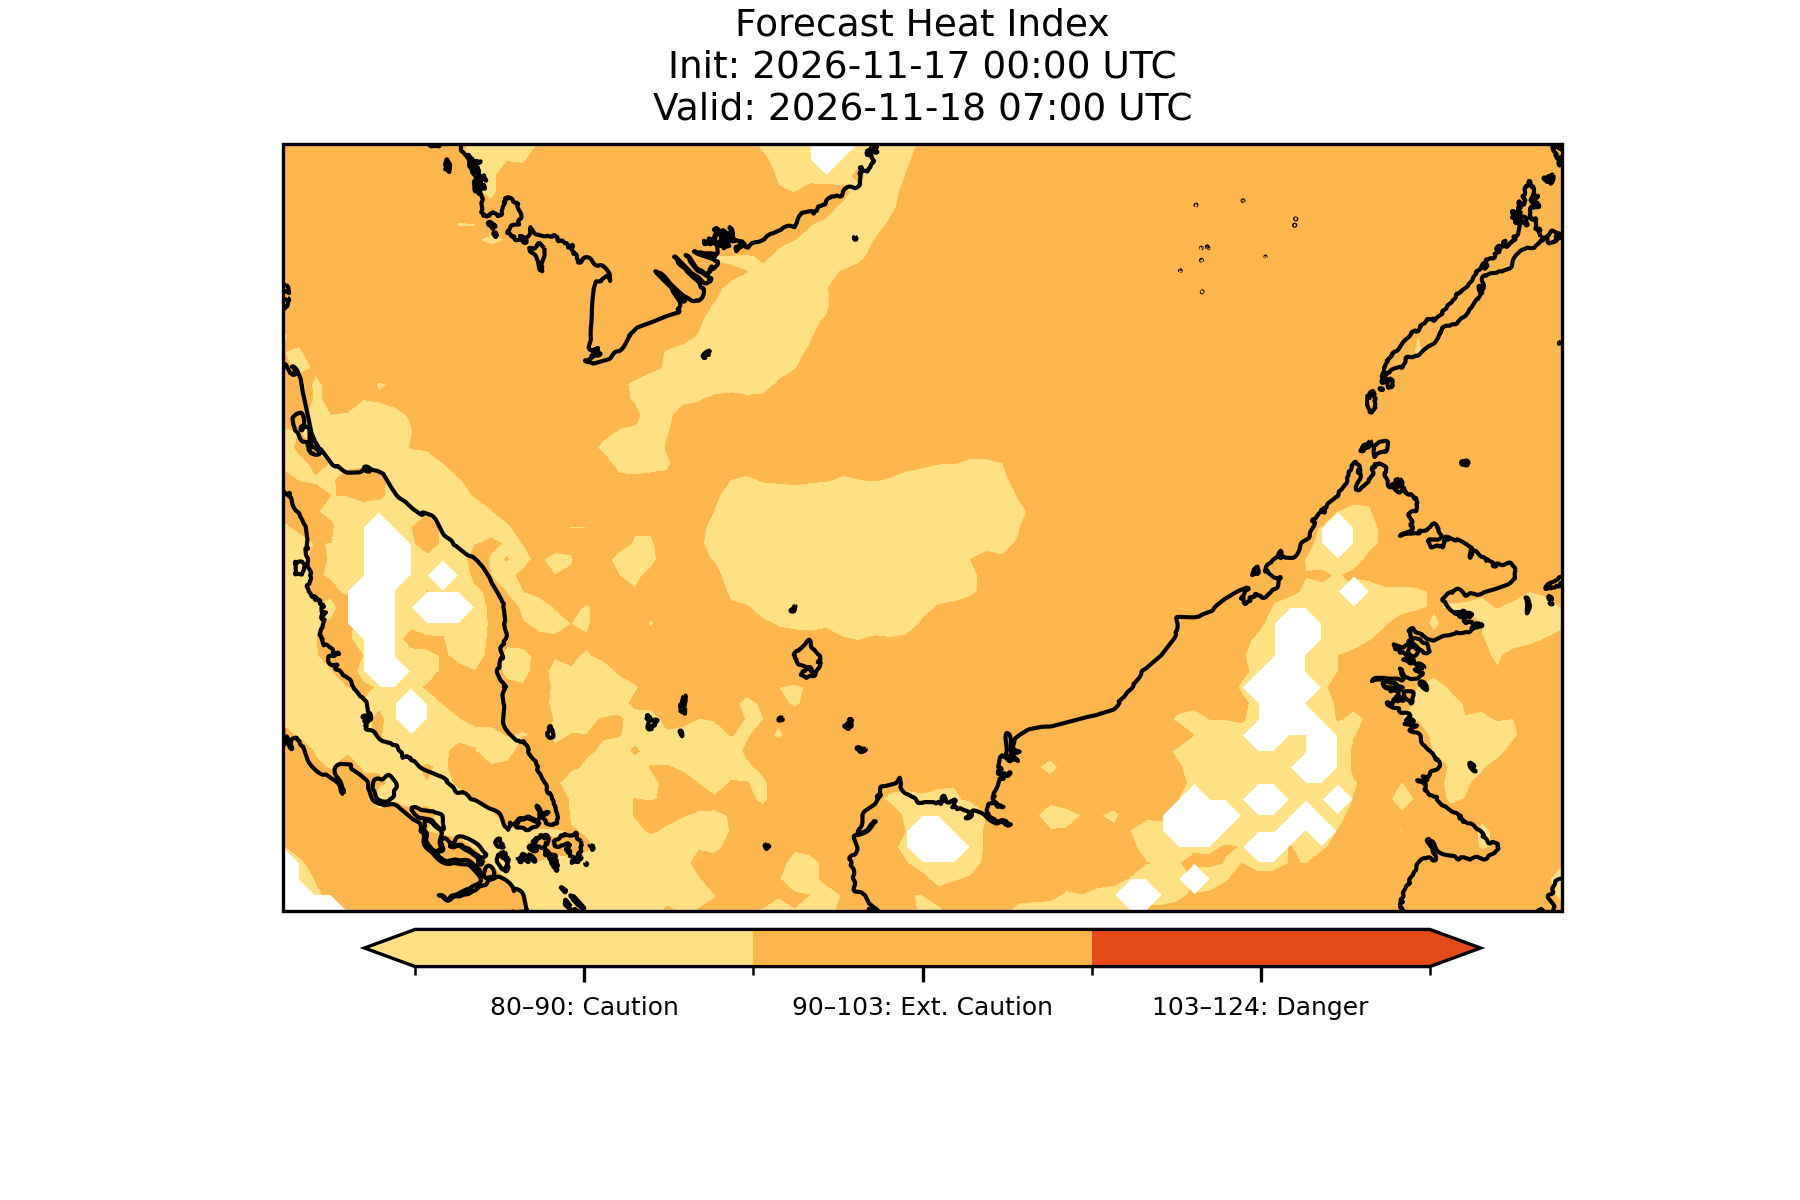 Forecast Heat Index
Init: 2026-11-17 00:00 UTC
Valid: 2026-11-18 07:00 UTC
80–90: Caution
90–103: Ext. Caution
103–124: Danger